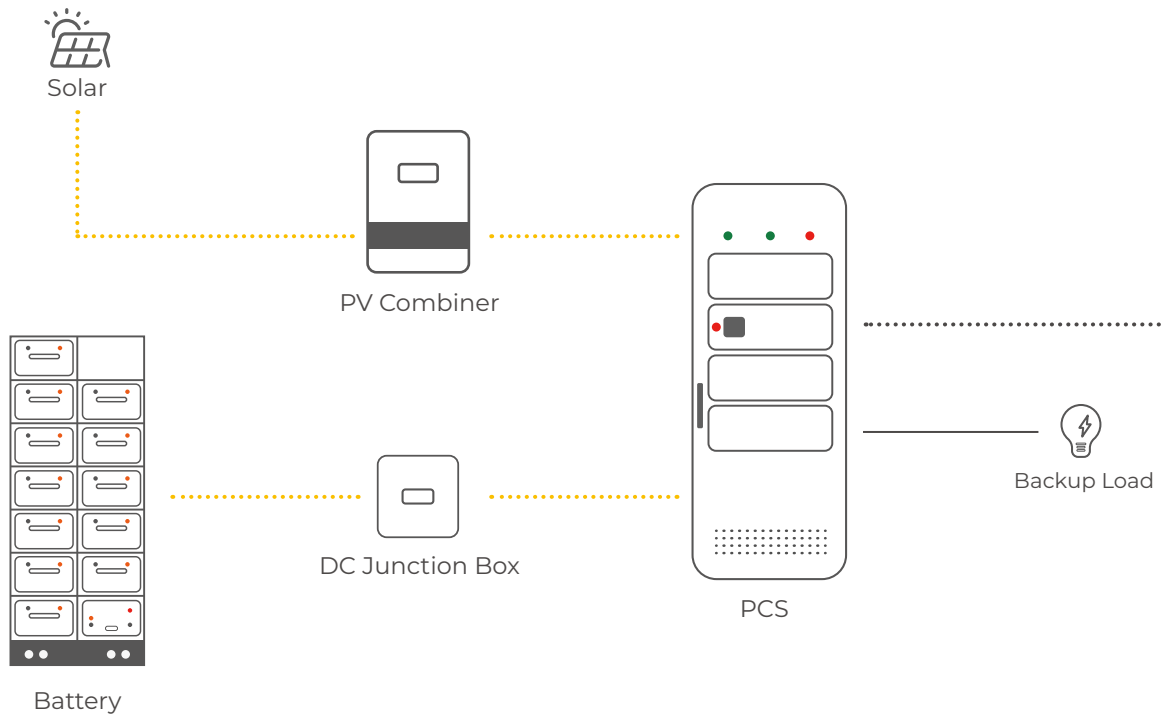 Solar
PV Combiner
Backup Load
DC Junction Box
PCS
Battery